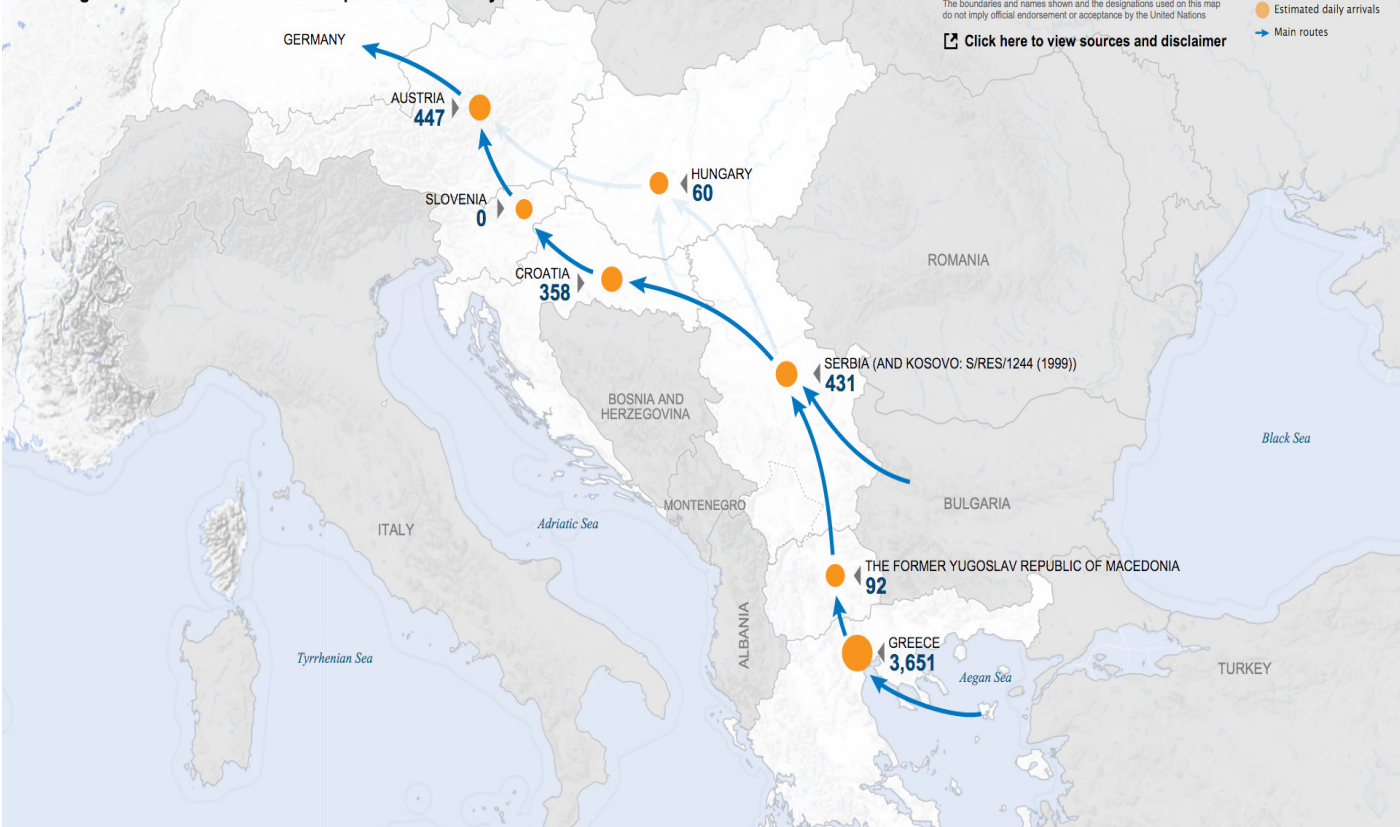 The boundaries and names shown and the designations used on this map
do not imply official endorsement or acceptance by the United Nations
Click here to view sources and disclaimer
Estimated daily arrivals
Main routes
GERMANY
AUSTRIA
447
HUNGARY
60
SLOVENIA
0
ROMANIA
CROATIA
358
SERBIA (AND KOSOVO: S/RES/1244 (1999))
431
BOSNIA AND
HERZEGOVINA
Black Sea
MONTENEGRO
BULGARIA
ITALY
Adriatic Sea
THE FORMER YUGOSLAV REPUBLIC OF MACEDONIA
92
ALBANIA
GREECE
3,651
Tyrrhenian Sea
Aegan Sea
TURKEY